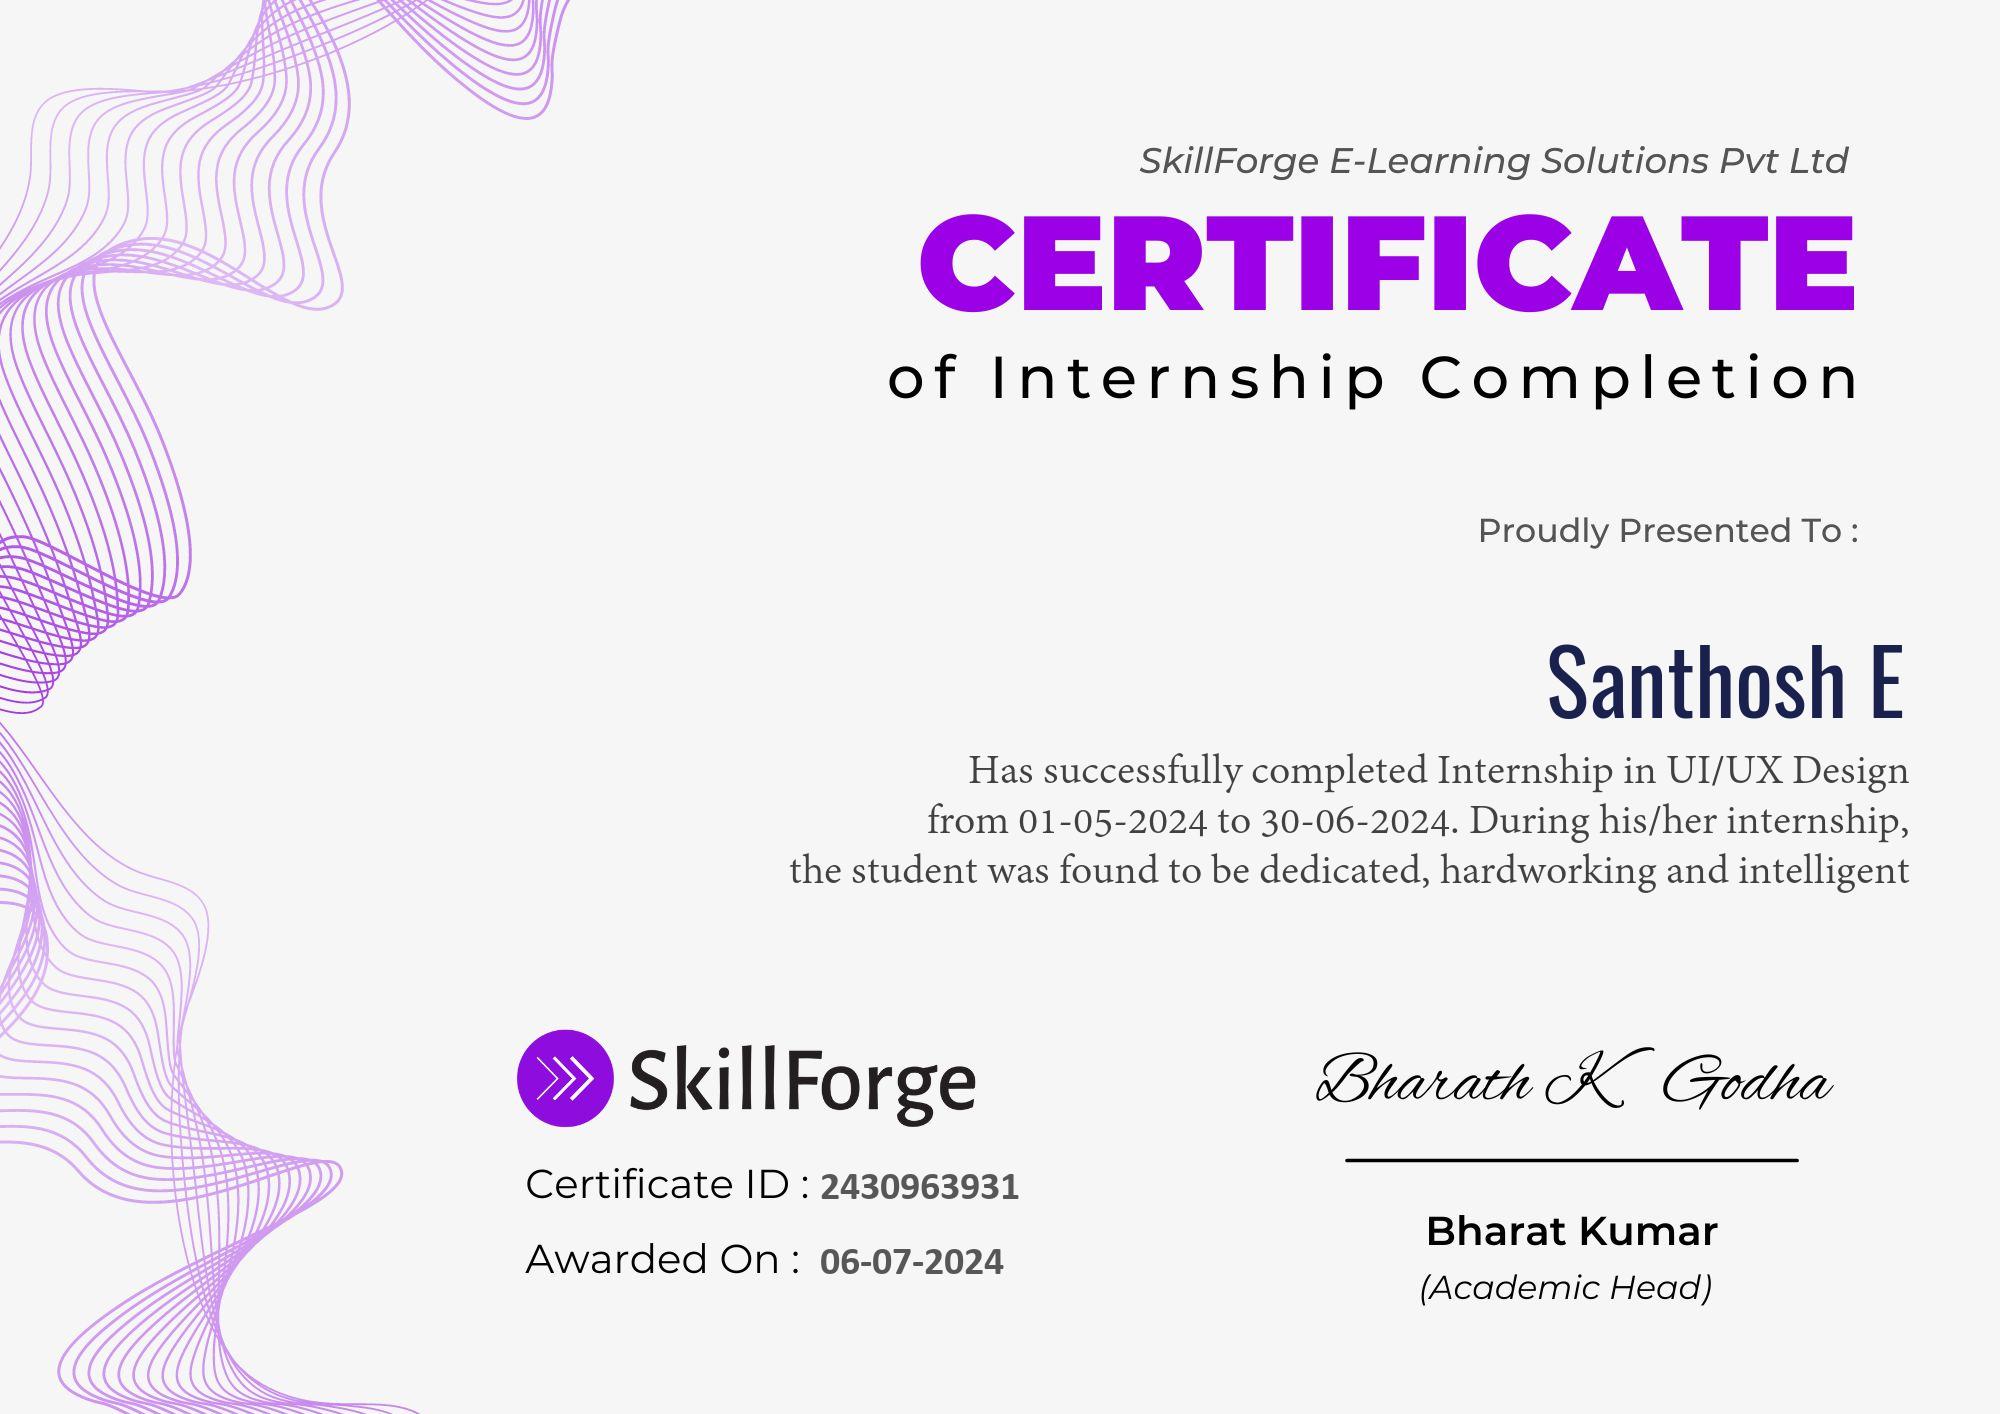 SkillForge E-Learning Solutions Pvt Ltd
CERTIFICATE
of Internship Completion
Proudly Presented To :
Santhosh E
Has successfully completed Internship in UI/UX Design
from 01-05-2024 to 30-06-2024. During his/her internship,
the student was found to be dedicated, hardworking and intelligent
SkillForge
Certificate ID : 2430963931
Awarded On : 06-07-2024
Bharath K Godha
Bharat Kumar
(Academic Head)